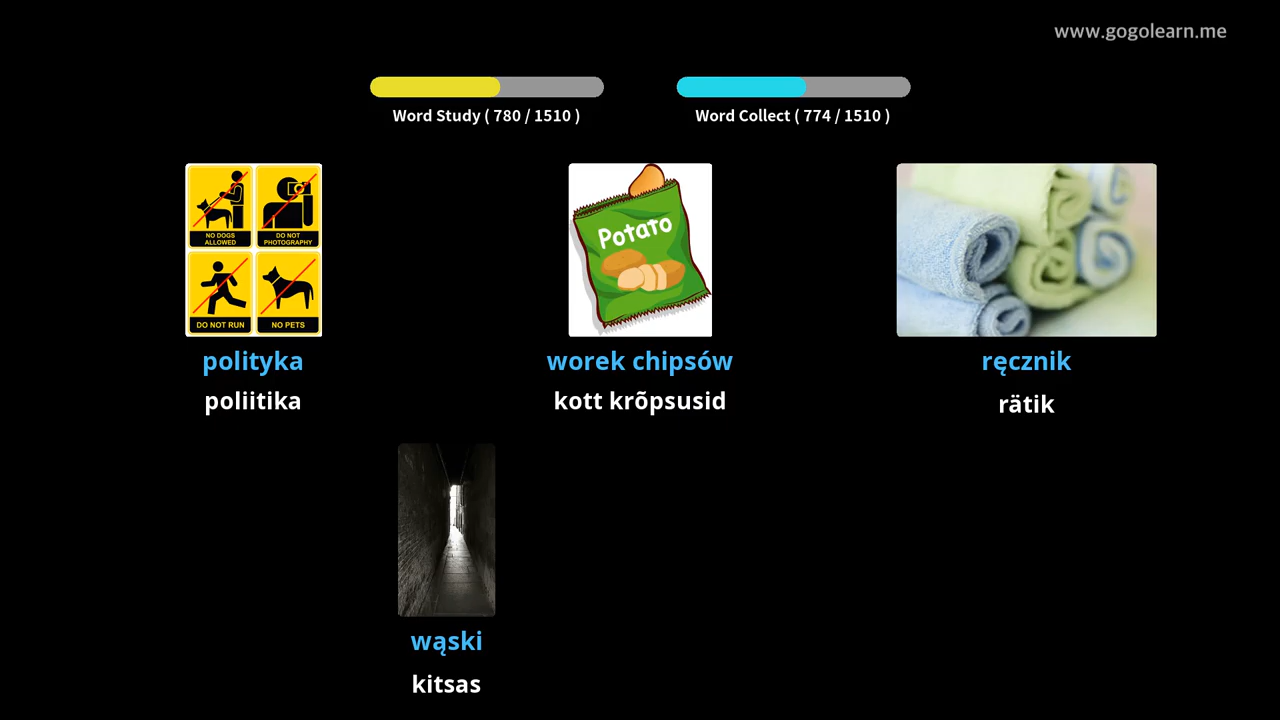 www.gogolearn.me
Word Study ( 780 / 1510 )
Word Collect ( 774 / 1510 )
NO DOGS
ALLOWED
DO NOT
PHOTOGRAPHY
DO NOT RUN
NO PETS
Potato
polityka
worek chipsów
ręcznik
poliitika
kott krõpsusid
rätik
wąski
kitsas